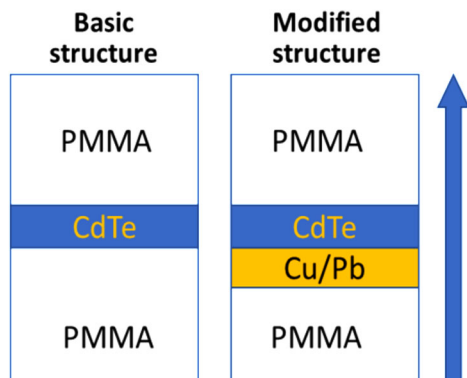 Basic
structure
PMMA
CdTe
PMMA
Modified
structure
PMMA
CdTe
Cu/Pb
PMMA